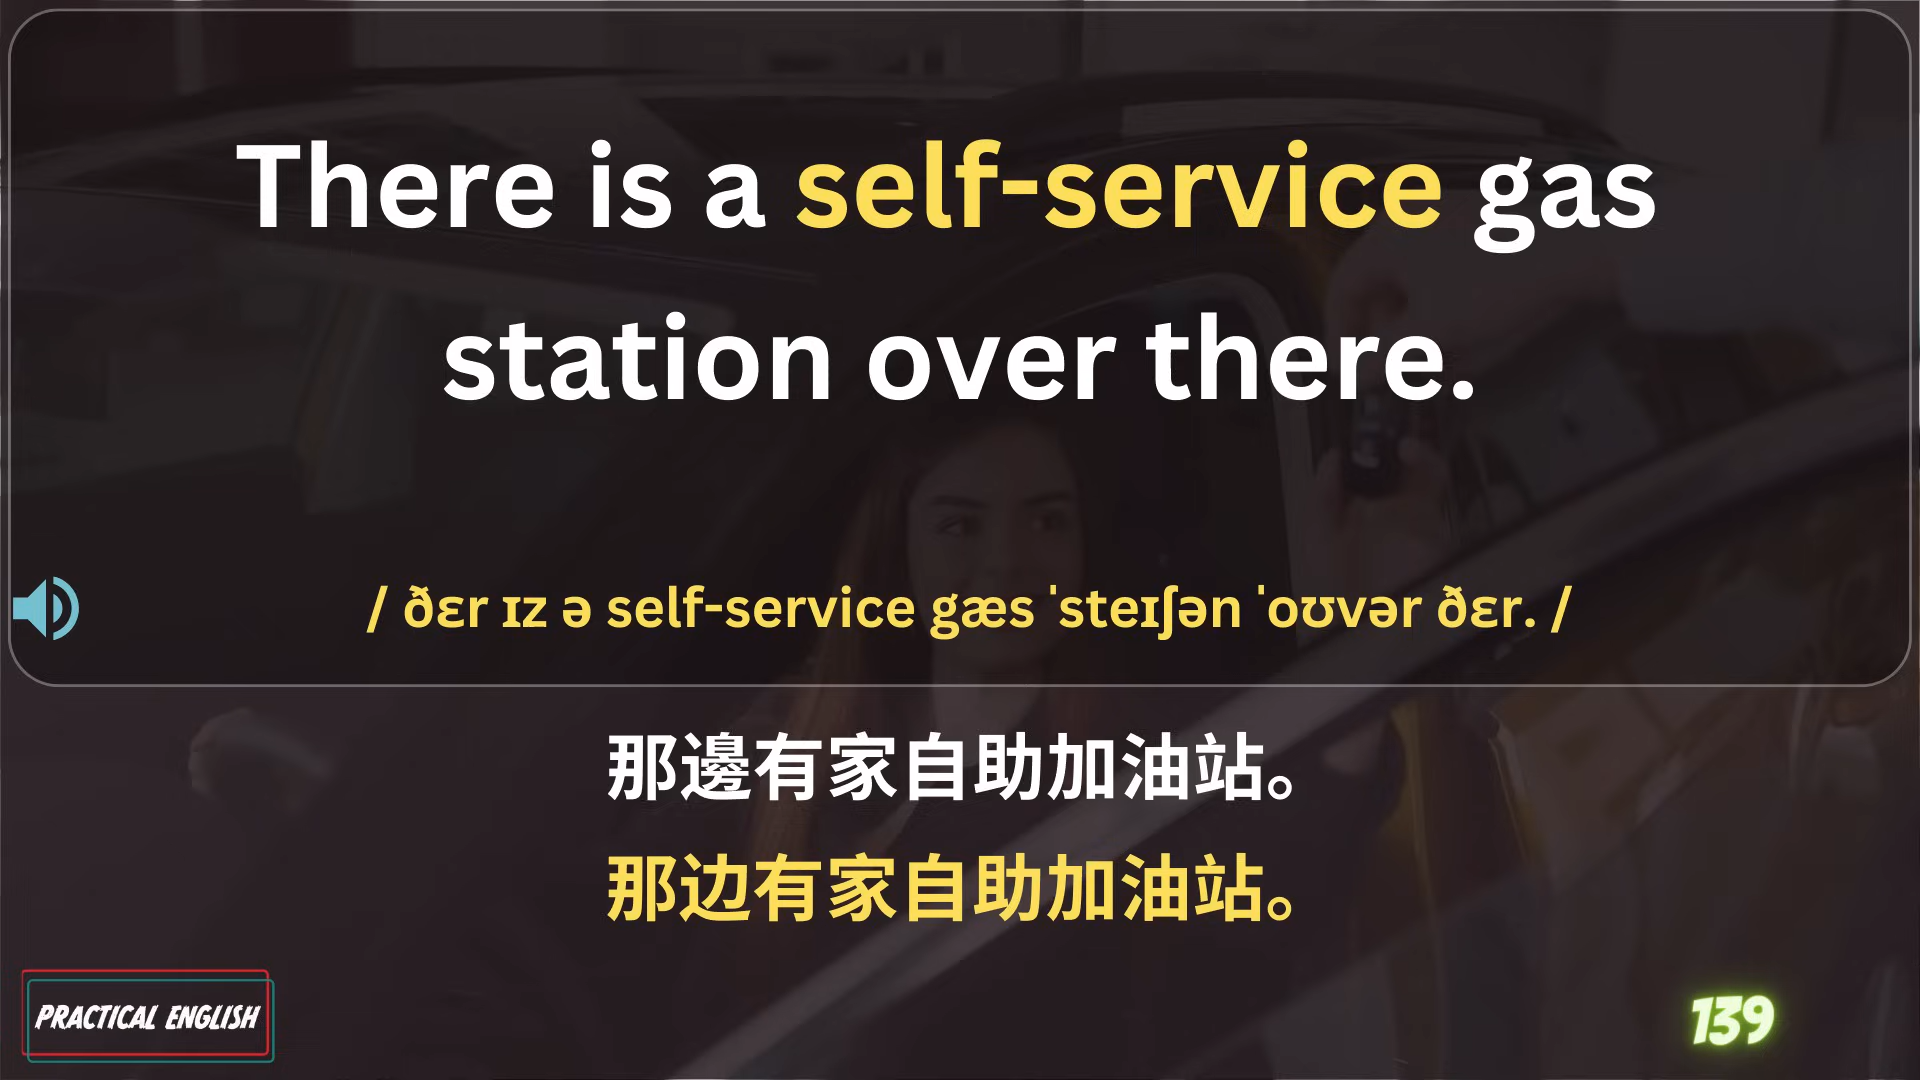 There is a self-service gas
station over there.
/ ðɛr ɪz ə self-service gæs ˈsteɪʃən ˈoʊvər ðɛr. /
那邊有家自助加油站。
那边有家自助加油站。
PRACTICAL ENGLISH
139